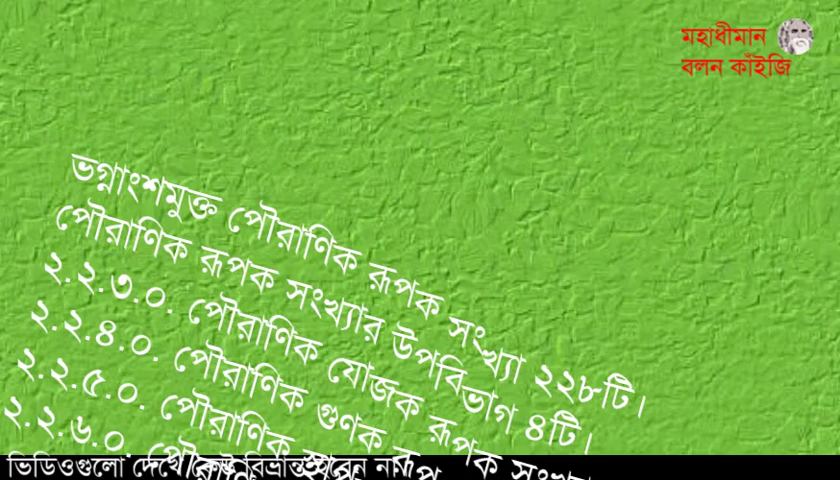 মহাধীমান
বলন কাঁইজি
ভগ্নাংশমুক্ত পৌরাণিক রূপক সংখ্যা ২২৮টি।
পৌরাণিক রূপক সংখ্যার উপবিভাগ ৪টি।
২.২.৩.০. পৌরাণিক যোজক রূপক সংখ্যা
২.২.৪.০. পৌরাণিক গুণক রূপ
২.২.৫.০. পৌরাণিক
২.২.৬.০. পৌরাণি
ভিডিওগুলো দেখে কেউ বিভ্রান্ত হবেন না